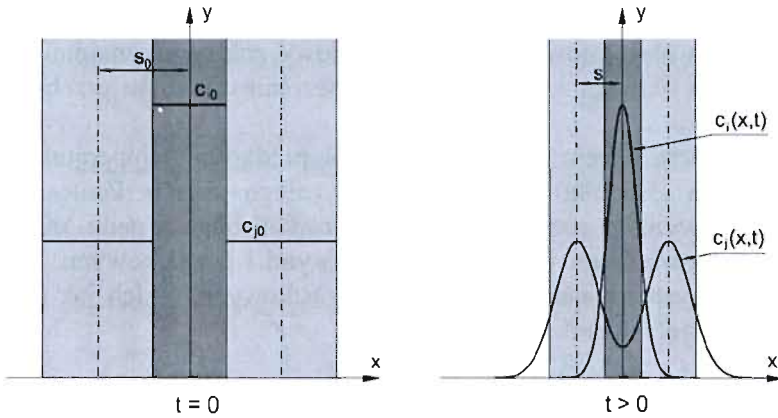 y
s₀
cᵢ₀
cⱼ₀
x
t = 0
y
s
cᵢ(x,t)
cⱼ(x,t)
x
t > 0